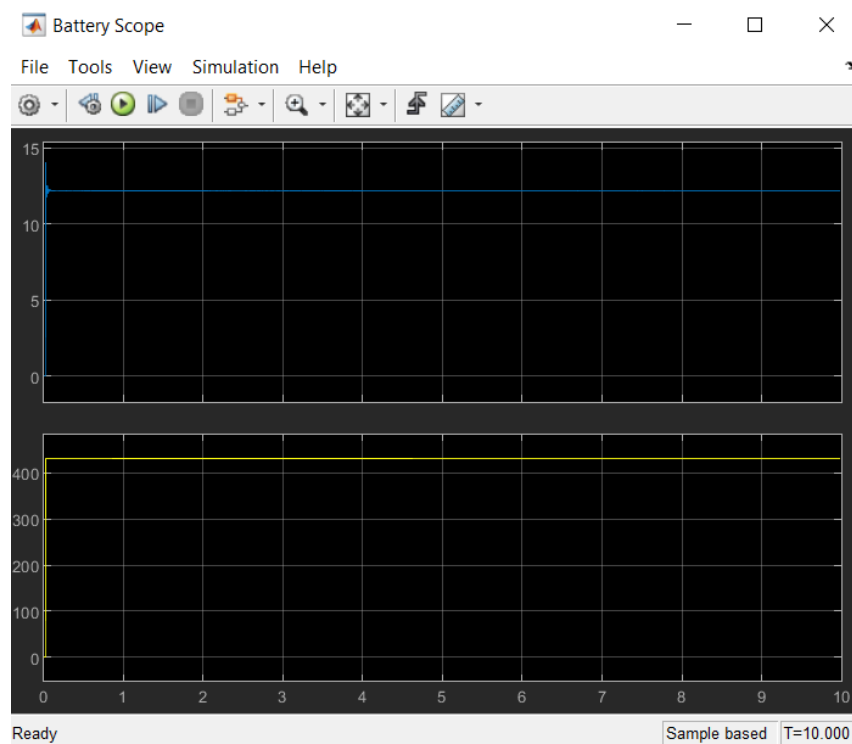 Battery Scope
File Tools View Simulation Help
15
10
5
0
400
300
200
100
0
0 1 2 3 4 5 6 7 8 9 10
Ready Sample based T=10.000